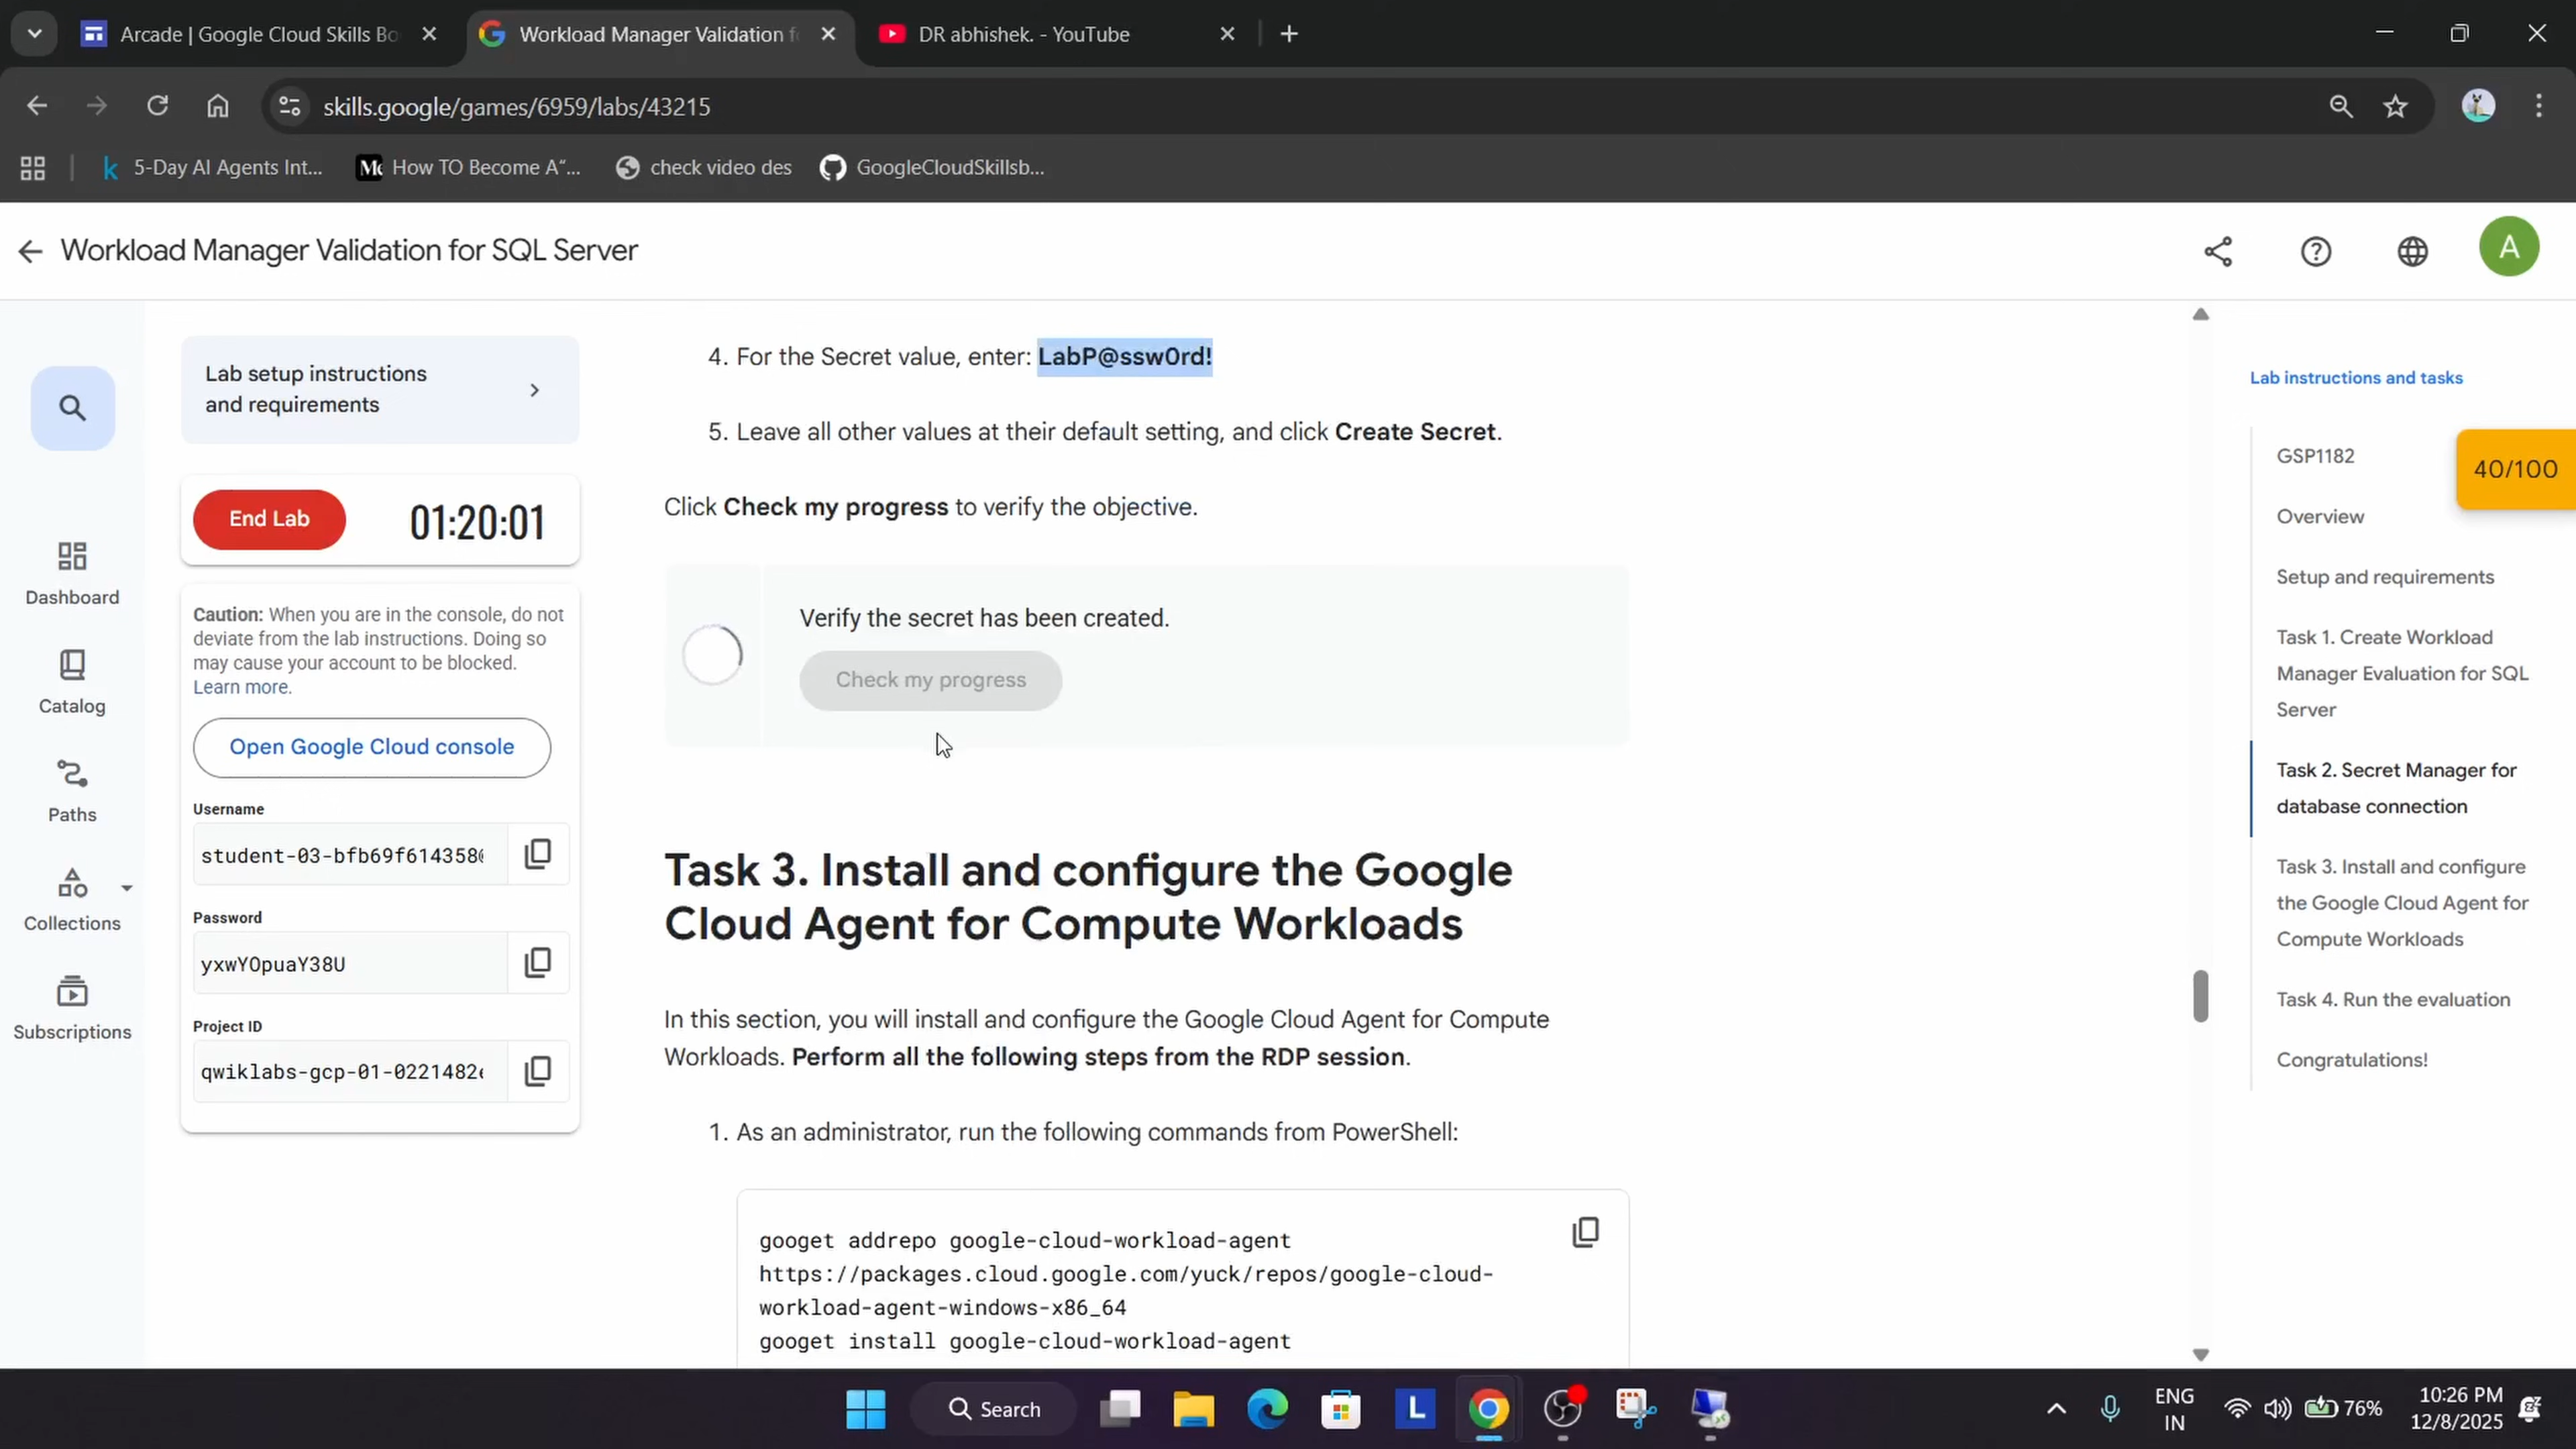 Arcade | Google Cloud Skills Bo
Workload Manager Validation f
DR abhishek. - YouTube
skills.google/games/6959/labs/43215
5-Day AI Agents Int...
How TO Become A“...
check video des
GoogleCloudSkillsb...
Workload Manager Validation for SQL Server
A
Lab setup instructions
and requirements
End Lab
01:20:01
Caution: When you are in the console, do not
deviate from the lab instructions. Doing so
may cause your account to be blocked.
Learn more.
Open Google Cloud console
Username
student-03-bfb69f614358@
Password
yxwYOpuaY38U
Project ID
qwiklabs-gcp-01-0221482e
Dashboard
Catalog
Paths
Collections
Subscriptions
4. For the Secret value, enter: LabP@ssw0rd!
5. Leave all other values at their default setting, and click Create Secret.
Click Check my progress to verify the objective.
Verify the secret has been created.
Check my progress
Task 3. Install and configure the Google
Cloud Agent for Compute Workloads
In this section, you will install and configure the Google Cloud Agent for Compute
Workloads. Perform all the following steps from the RDP session.
1. As an administrator, run the following commands from PowerShell:
googet addrepo google-cloud-workload-agent
https://packages.cloud.google.com/yuck/repos/google-cloud-
workload-agent-windows-x86_64
googet install google-cloud-workload-agent
Lab instructions and tasks
GSP1182
40/100
Overview
Setup and requirements
Task 1. Create Workload
Manager Evaluation for SQL
Server
Task 2. Secret Manager for
database connection
Task 3. Install and configure
the Google Cloud Agent for
Compute Workloads
Task 4. Run the evaluation
Congratulations!
Search
L
ENG
IN
76%
10:26 PM
12/8/2025